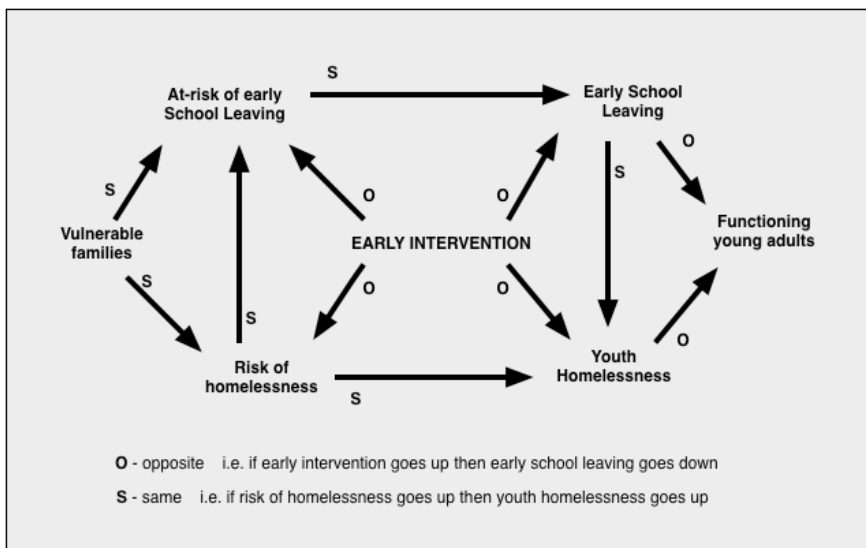 S
At-risk of early
School Leaving
Early School
Leaving
O
S
S
O
O
Vulnerable
families
EARLY INTERVENTION
Functioning
young adults
S
O
O
S
O
Risk of
homelessness
Youth
Homelessness
S
O - opposite i.e. if early intervention goes up then early school leaving goes down
S - same i.e. if risk of homelessness goes up then youth homelessness goes up